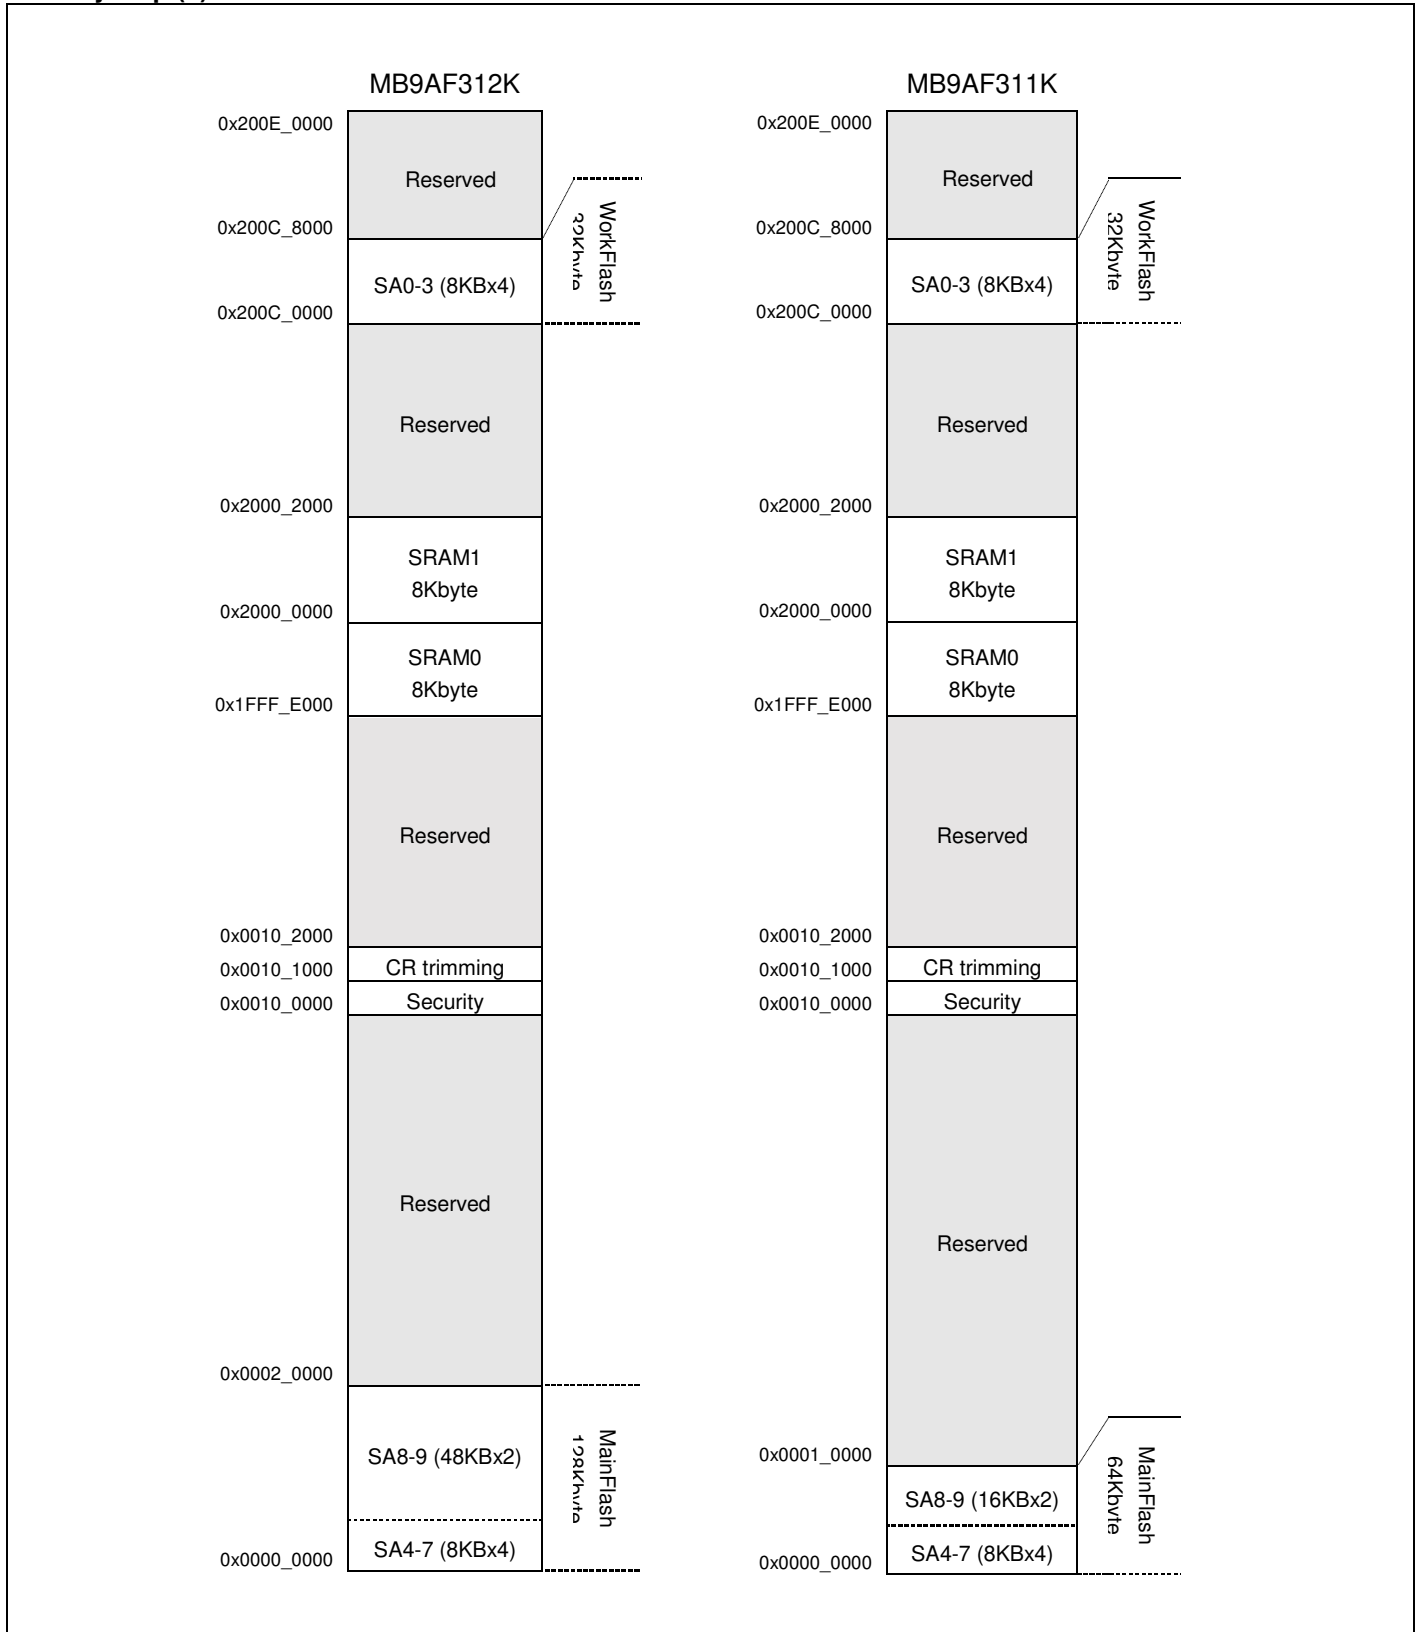 MB9AF312K
0x200E_0000
Reserved
0x200C_8000
SA0-3 (8KBx4)
0x200C_0000
WorkFlash
Reserved
0x2000_2000
SRAM1
8Kbyte
0x2000_0000
SRAM0
8Kbyte
0x1FFF_E000
Reserved
0x0010_2000
CR trimming
0x0010_1000
Security
0x0010_0000
Reserved
0x0002_0000
SA8-9 (48KBx2)
MainFlash
128Kbyte
SA4-7 (8KBx4)
0x0000_0000
MB9AF311K
0x200E_0000
Reserved
0x200C_8000
SA0-3 (8KBx4)
0x200C_0000
WorkFlash
32Kbyte
Reserved
0x2000_2000
SRAM1
8Kbyte
0x2000_0000
SRAM0
8Kbyte
0x1FFF_E000
Reserved
0x0010_2000
CR trimming
0x0010_1000
Security
0x0010_0000
Reserved
0x0001_0000
SA8-9 (16KBx2)
MainFlash
64Kbyte
SA4-7 (8KBx4)
0x0000_0000